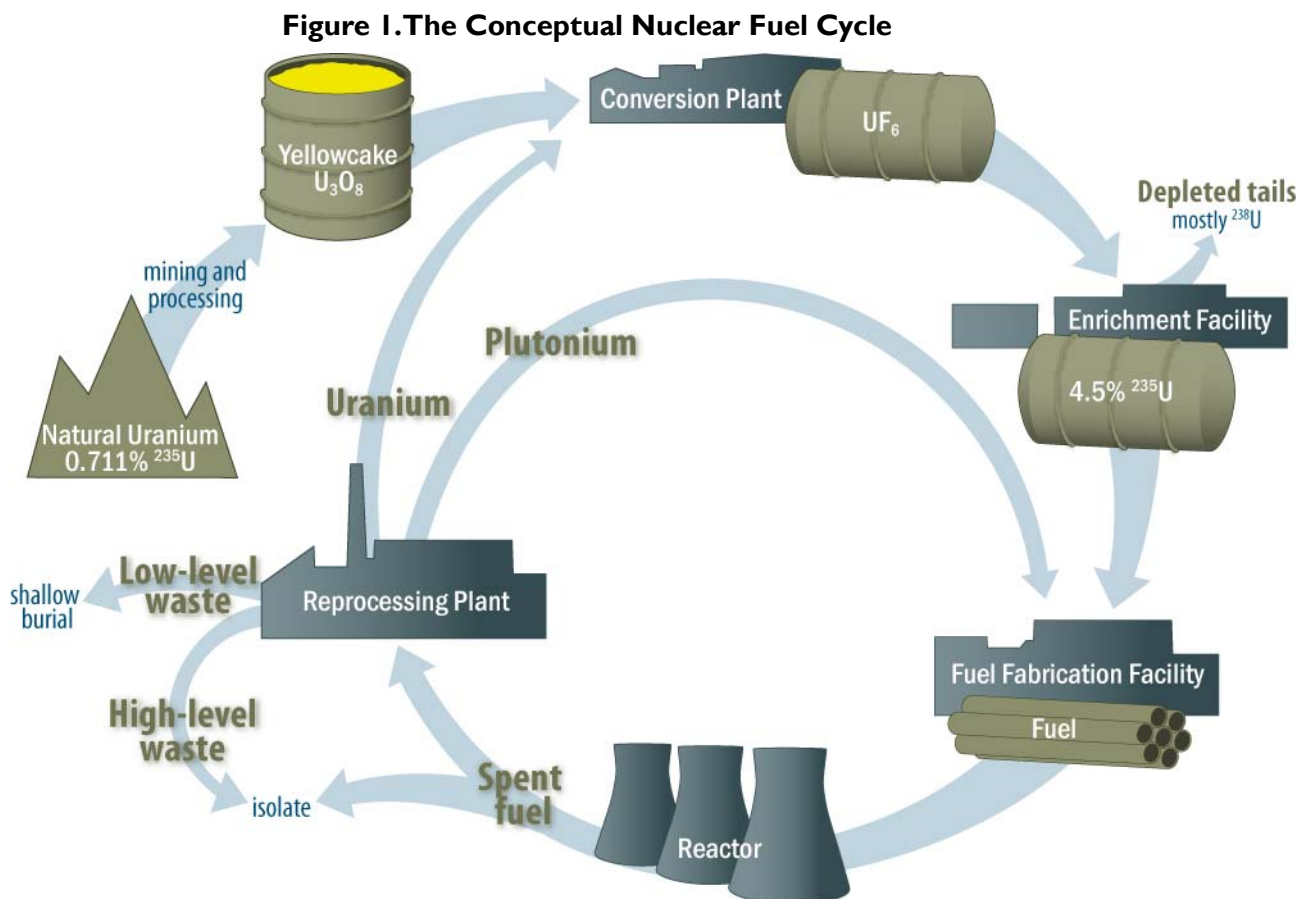 Figure 1. The Conceptual Nuclear Fuel Cycle
Yellowcake
U₃O₈
Conversion Plant
UF₆
Depleted tails
mostly ²³⁸U
mining and
processing
Enrichment Facility
4.5% ²³⁵U
Plutonium
Uranium
Natural Uranium
0.711% ²³⁵U
Low-level
waste
shallow
burial
Reprocessing Plant
Fuel Fabrication Facility
Fuel
High-level
waste
Spent
fuel
isolate
Reactor